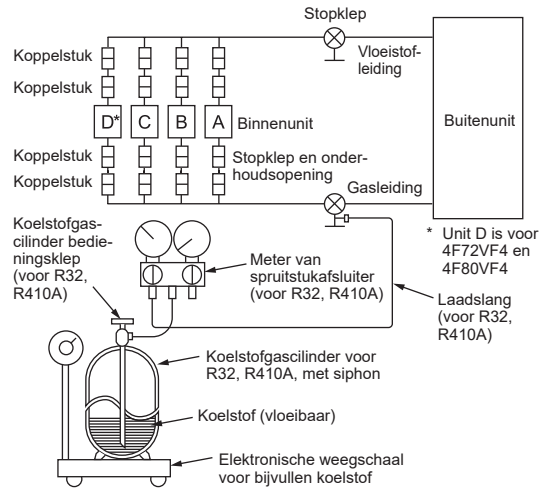 Stopklep
Koppelstuk
Vloeistof-
leiding
Koppelstuk
D*
C
B
A
Binnenunit
Buitenunit
Koppelstuk
Stopklep en onder-
houdsopening
Koppelstuk
Gasleiding
Koelstofgas-
cilinder bedie-
ningsklep
(voor R32,
R410A)
* Unit D is voor
4F72VF4 en
4F80VF4
Meter van
spruitstukafsluiter
(voor R32, R410A)
Laadslang
(voor R32,
R410A)
Koelstofgascilinder voor
R32, R410A, met siphon
Koelstof (vloeibaar)
Elektronische weegschaal
voor bijvullen koelstof